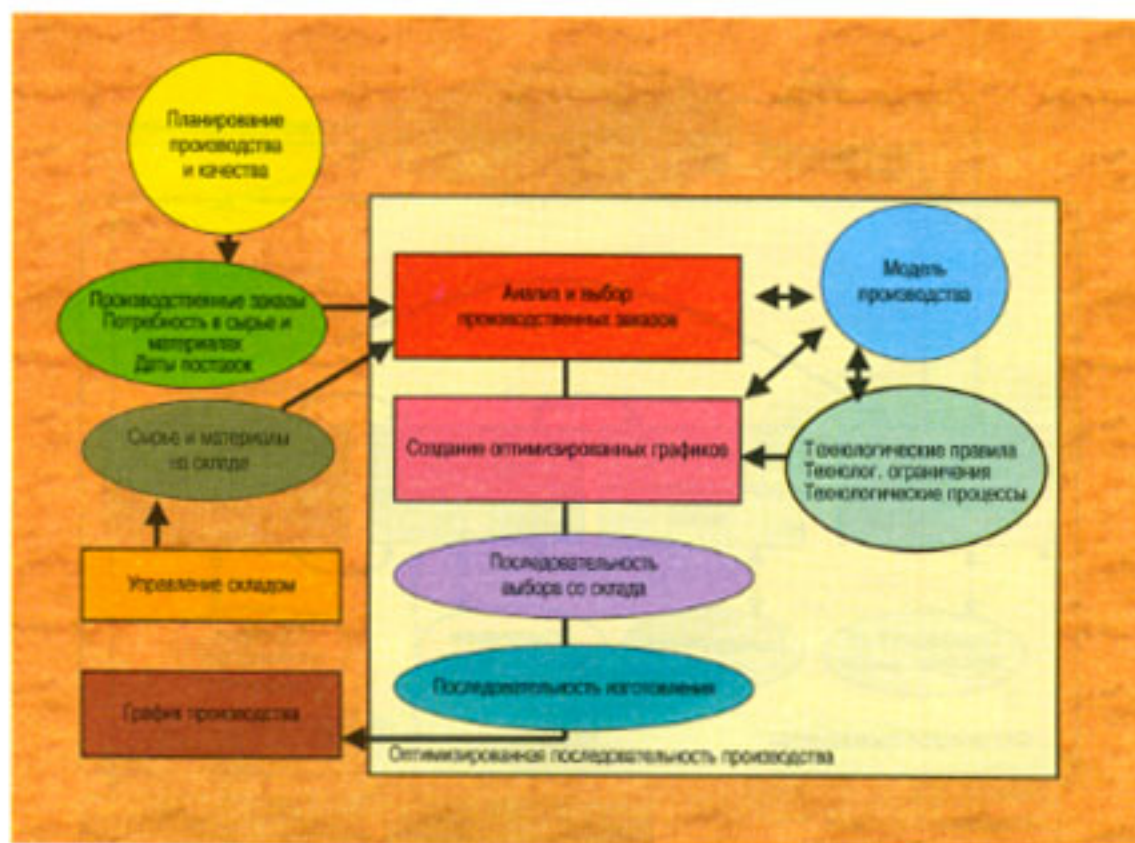 Планирование
производства
и качества
Производственные заказы
Потребность в сырье и
материалах
Даты поставок
Сырье и материалы
на складе
Управление складом
График производства
Анализ и выбор
производственных заказов
Создание оптимизированных графиков
Последовательность
выбора со склада
Последовательность изготовления
Оптимизированная последовательность производства
Модель
производства
Технологические правила
Технолог. ограничения
Технологические процессы